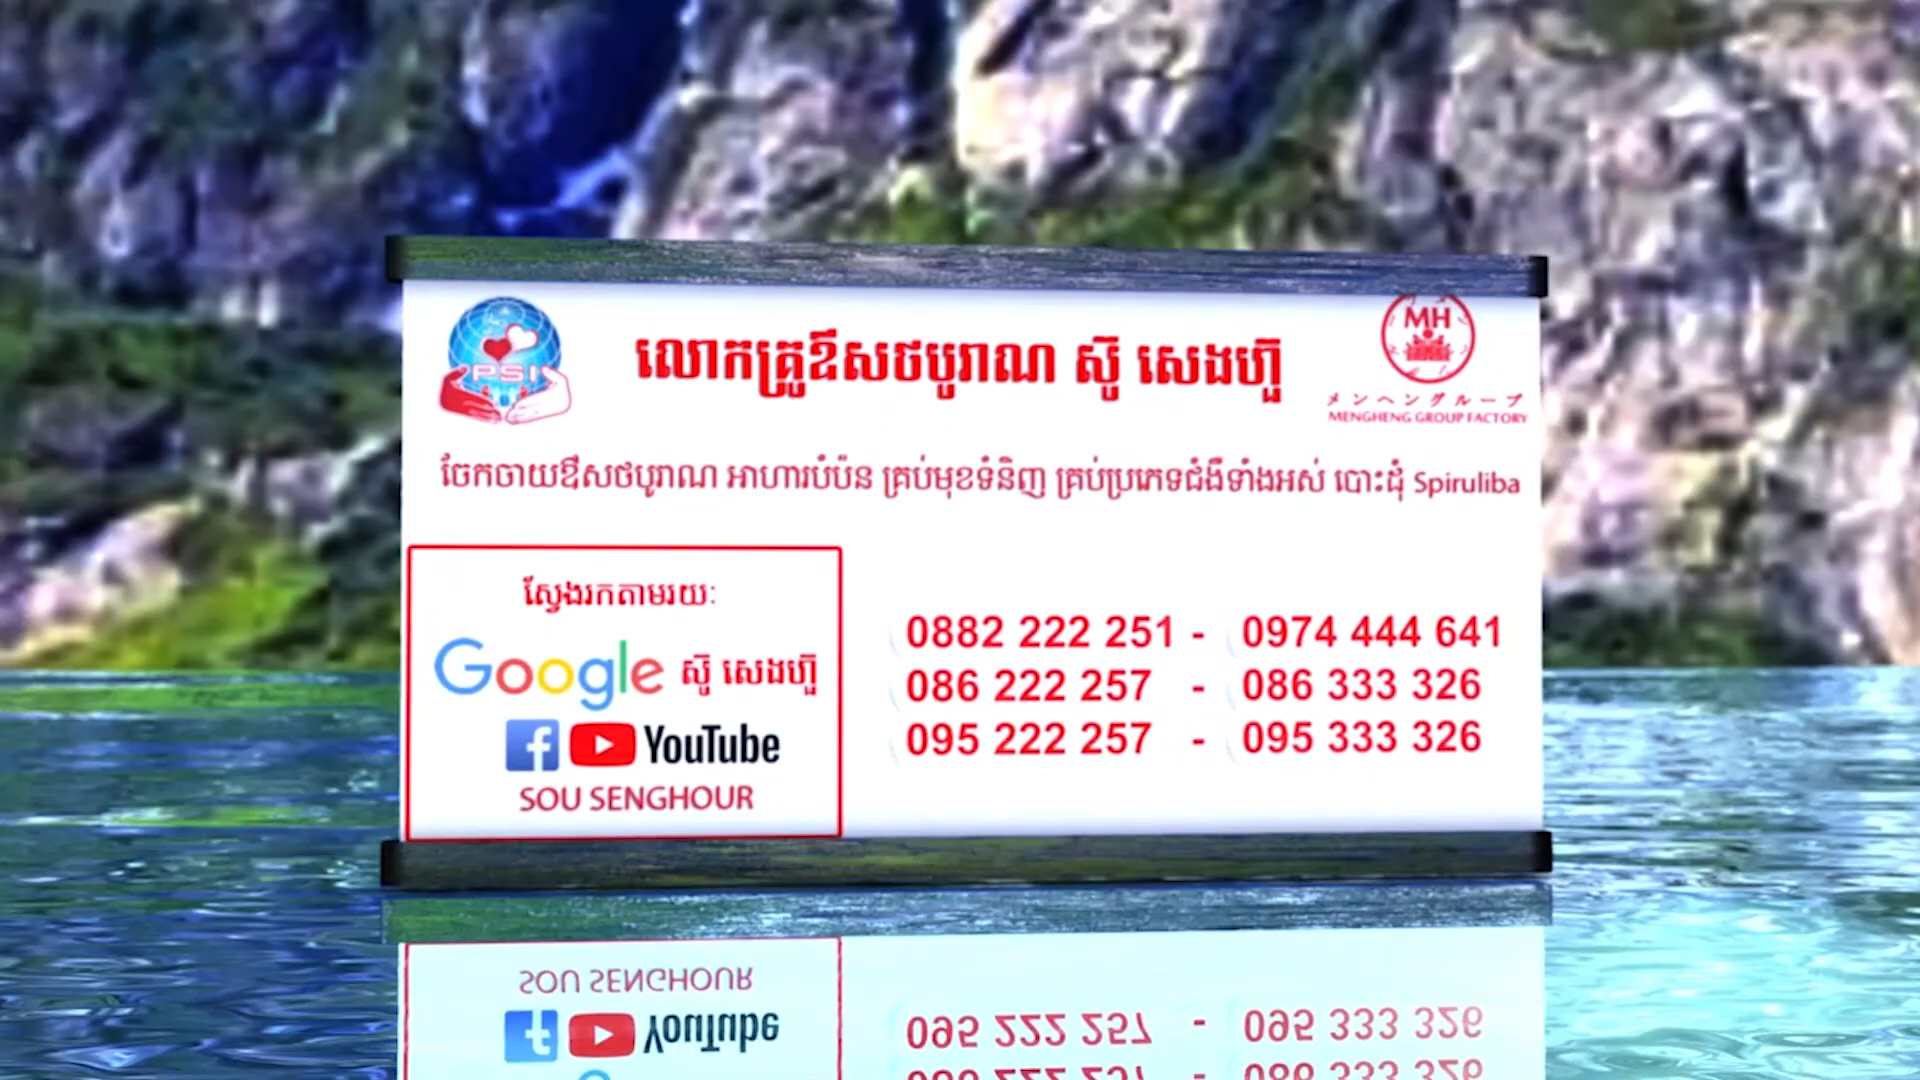 PSI
លោកគ្រូឪសថបូរាណ ស៊ូ សេងហ៊ួ
MH
メンヘングループ
MENGHENG GROUP FACTORY
ចែកចាយឪសថបូរាណ អាហារបំប៉ន គ្រប់មុខទំនិញ គ្រប់ប្រភេទជំងឺទាំងអស់ បោះដុំ Spiruliba
ស្វែងរកតាមរយៈ
Google ស៊ូ សេងហ៊ួ
f YouTube
SOU SENGHOUR
0882 222 251 - 0974 444 641
086 222 257 - 086 333 326
095 222 257 - 095 333 326